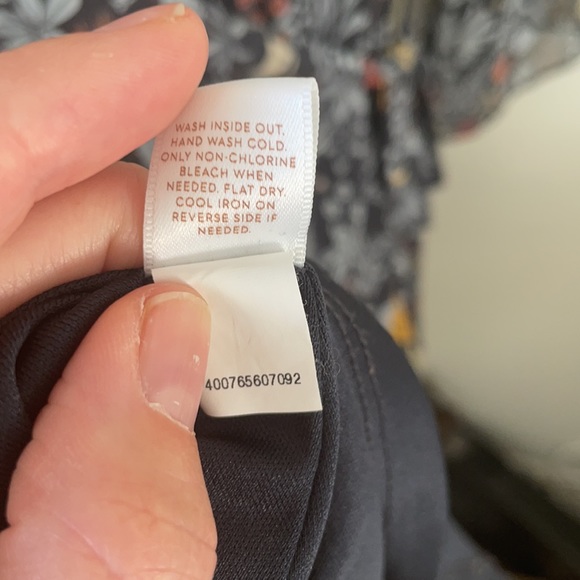 WASH INSIDE OUT.
HAND WASH COLD.
ONLY NON-CHLORINE
BLEACH WHEN
NEEDED. FLAT DRY.
COOL IRON ON
REVERSE SIDE IF
NEEDED.
400765607092